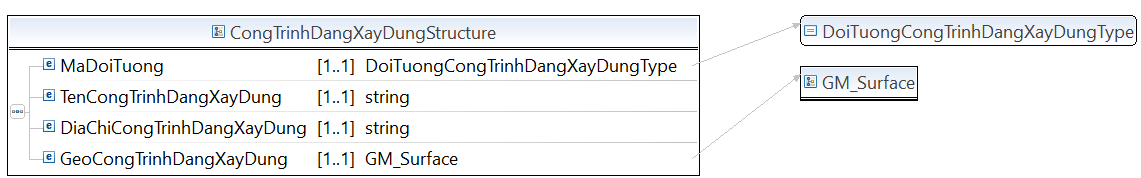 CongTrinhDangXayDungStructure
MaDoiTuong [1..1] DoiTuongCongTrinhDangXayDungType
TenCongTrinhDangXayDung [1..1] string
DiaChiCongTrinhDangXayDung [1..1] string
GeoCongTrinhDangXayDung [1..1] GM_Surface
DoiTuongCongTrinhDangXayDungType
GM_Surface